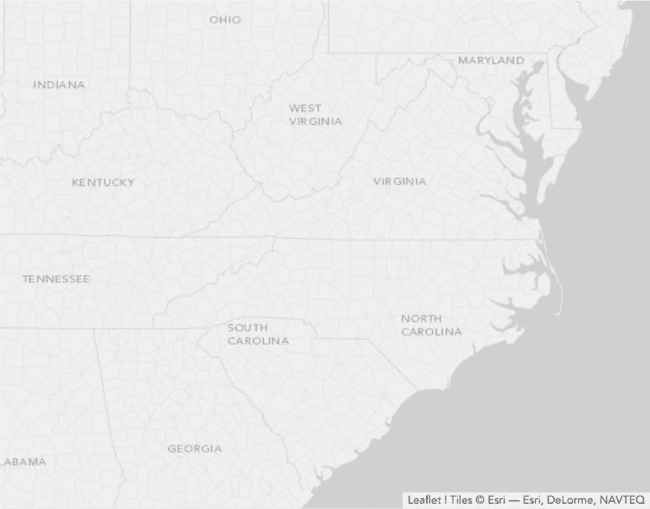 OHIO
MARYLAND
INDIANA
WEST
VIRGINIA
KENTUCKY
VIRGINIA
TENNESSEE
NORTH
CAROLINA
SOUTH
CAROLINA
GEORGIA
LABAMA
Leaflet | Tiles © Esri — Esri, DeLorme, NAVTEQ